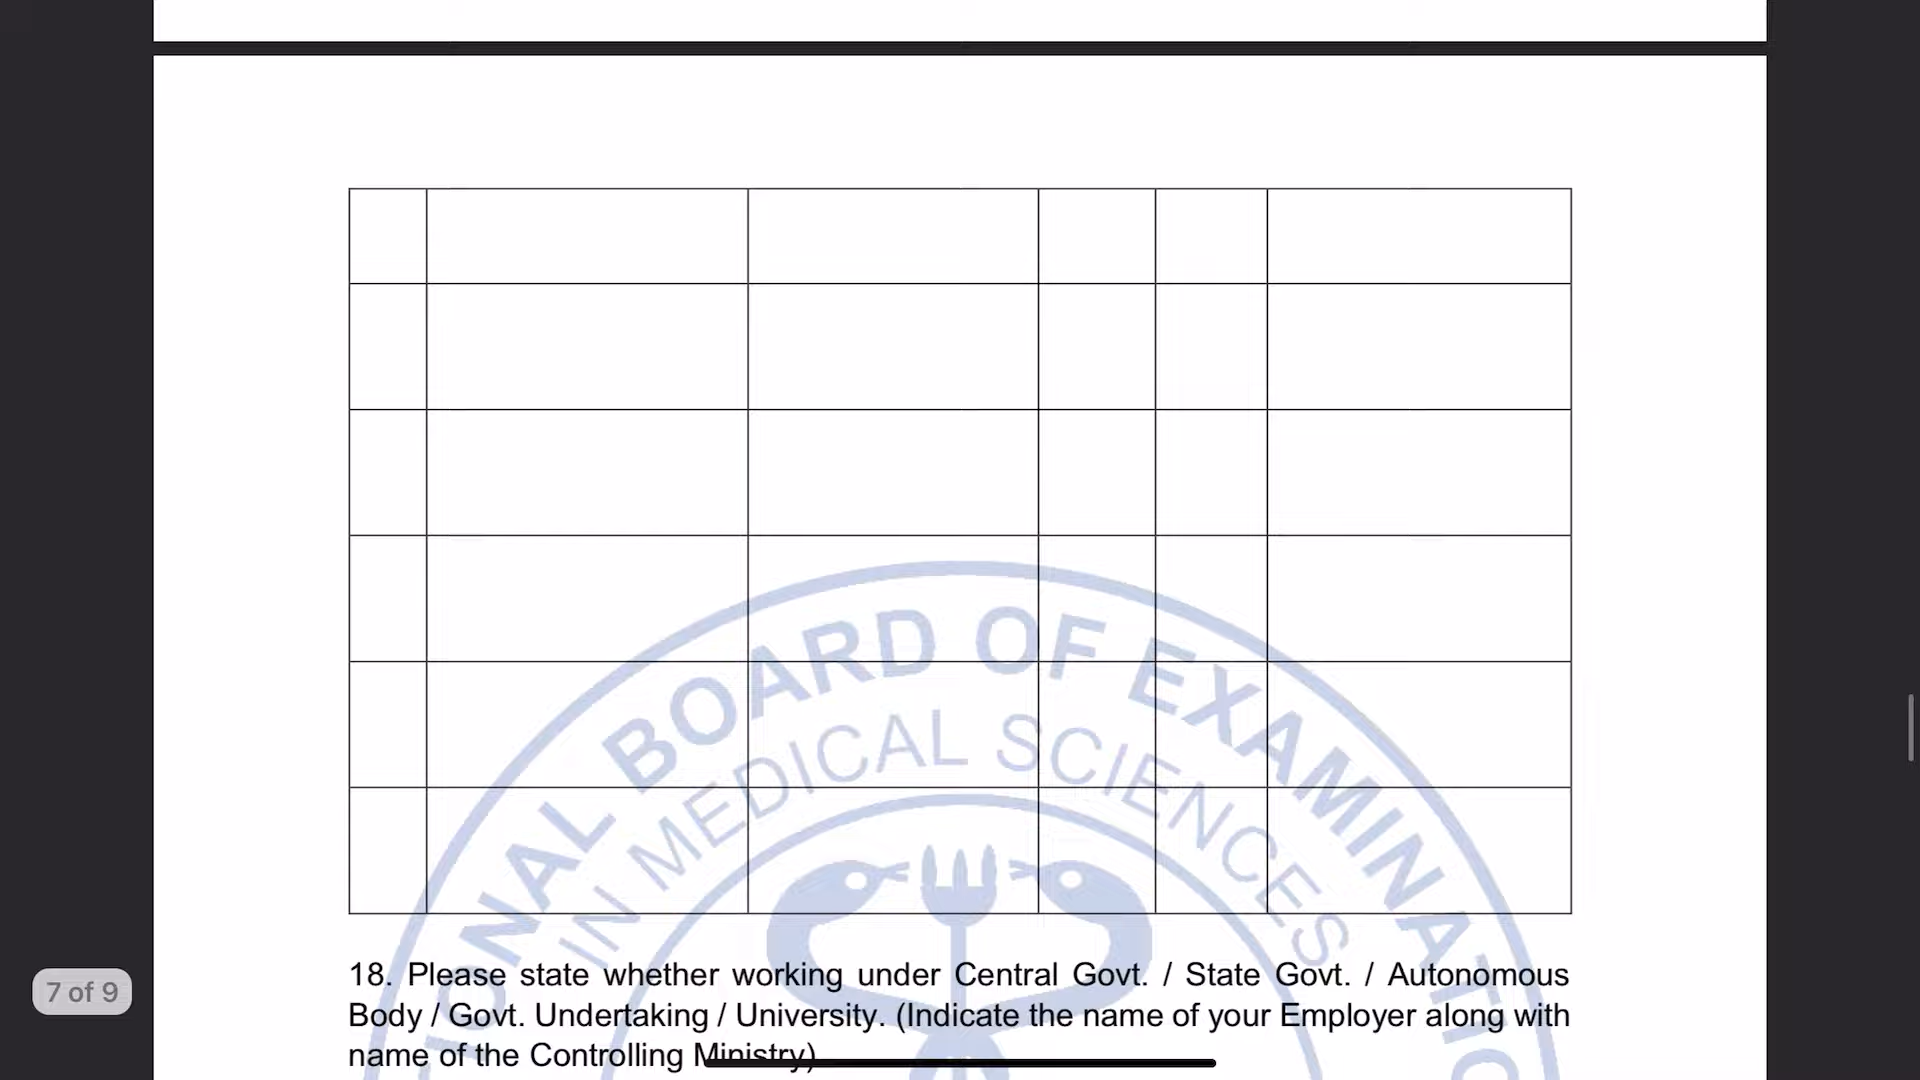 NATIONAL BOARD OF EXAMINATIO
IN MEDICAL SCIENCES
18. Please state whether working under Central Govt. / State Govt. / Autonomous
Body / Govt. Undertaking / University. (Indicate the name of your Employer along with
name of the Controlling Ministry)
7 of 9